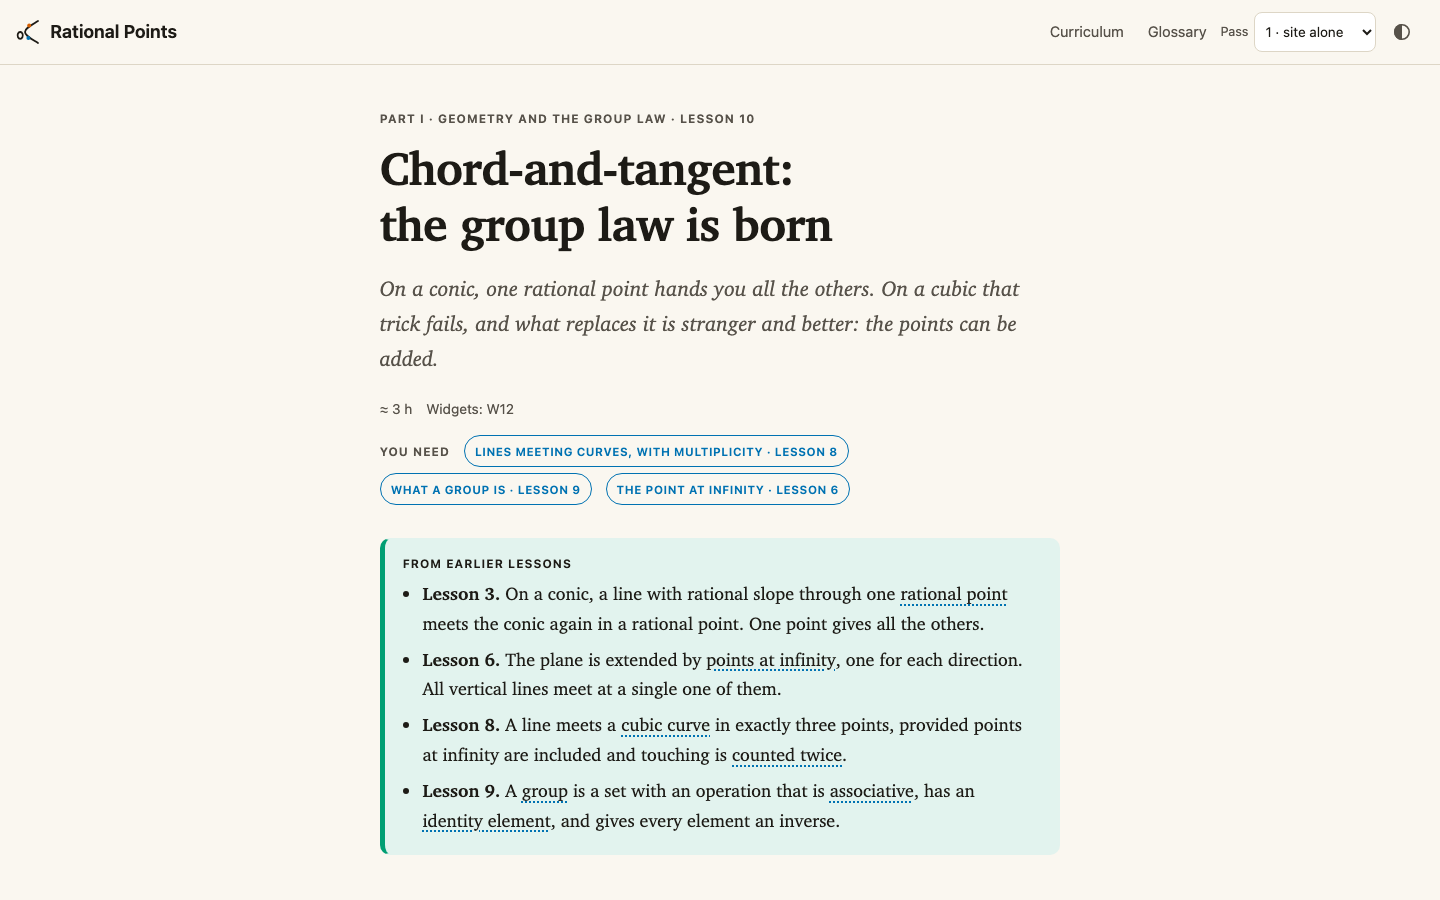 Rational Points
Curriculum
Glossary
Pass
1 · site alone
PART I · GEOMETRY AND THE GROUP LAW · LESSON 10
Chord-and-tangent:
the group law is born
On a conic, one rational point hands you all the others. On a cubic that
trick fails, and what replaces it is stranger and better: the points can be
added.
≈ 3 h Widgets: W12
YOU NEED
LINES MEETING CURVES, WITH MULTIPLICITY · LESSON 8
WHAT A GROUP IS · LESSON 9
THE POINT AT INFINITY · LESSON 6
FROM EARLIER LESSONS
• Lesson 3. On a conic, a line with rational slope through one rational point
meets the conic again in a rational point. One point gives all the others.
• Lesson 6. The plane is extended by points at infinity, one for each direction.
All vertical lines meet at a single one of them.
• Lesson 8. A line meets a cubic curve in exactly three points, provided points
at infinity are included and touching is counted twice.
• Lesson 9. A group is a set with an operation that is associative, has an
identity element, and gives every element an inverse.